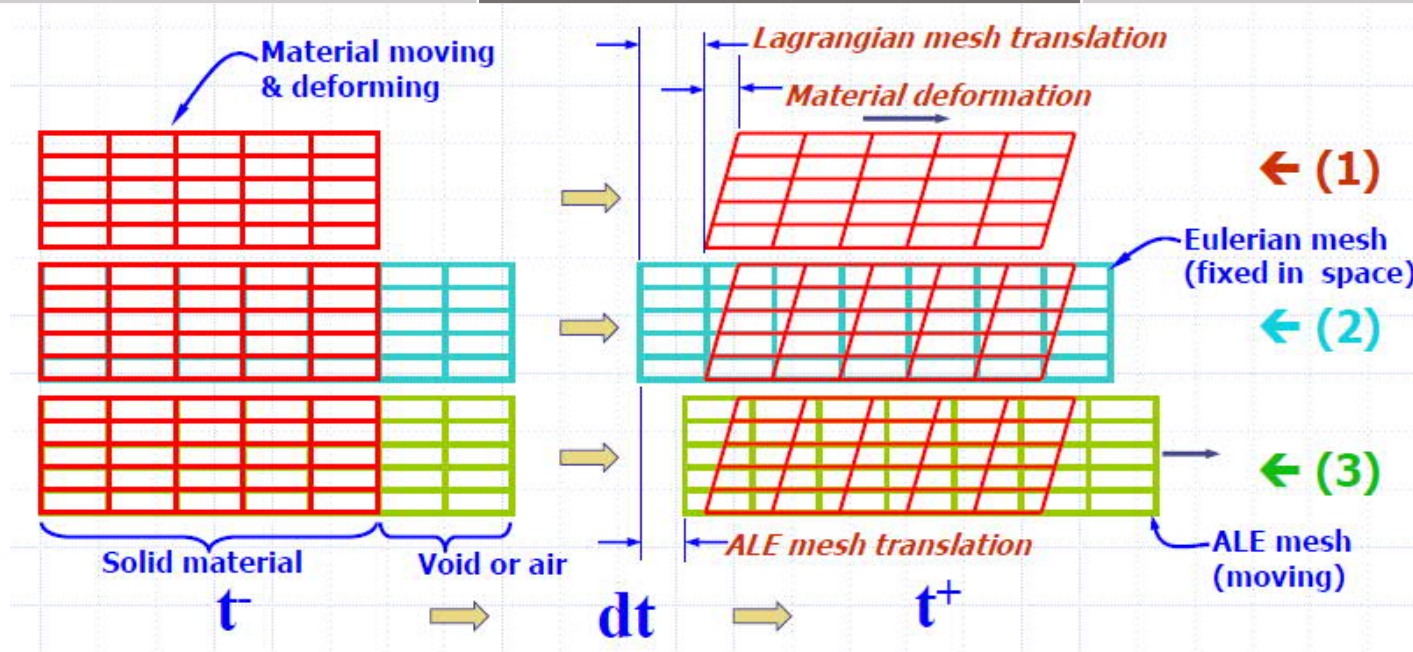 Lagrangian mesh translation
Material moving
& deforming
Material deformation
← (1)
Eulerian mesh
(fixed in space)
← (2)
← (3)
ALE mesh translation
ALE mesh
(moving)
Solid material
Void or air
t-
dt
t+